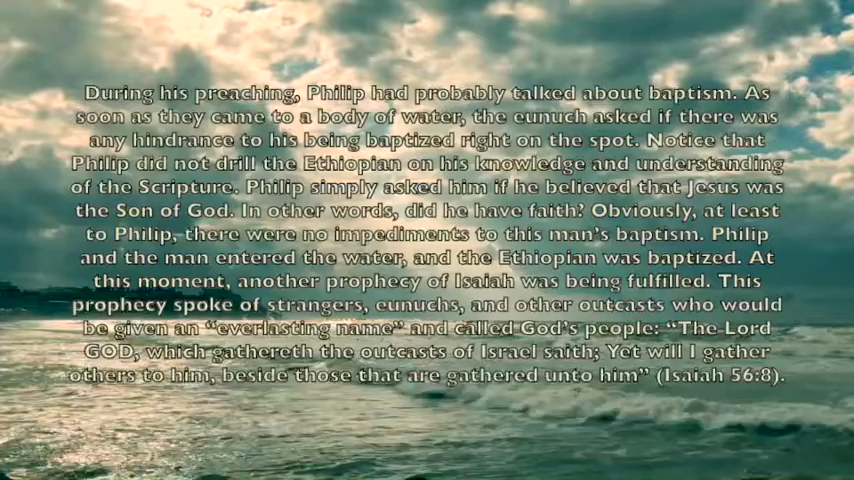 During his preaching, Philip had probably talked about baptism. As
soon as they came to a body of water, the eunuch asked if there was
any hindrance to his being baptized right on the spot. Notice that
Philip did not drill the Ethiopian on his knowledge and understanding
of the Scripture. Philip simply asked him if he believed that Jesus was
the Son of God. In other words, did he have faith? Obviously, at least
to Philip, there were no impediments to this man's baptism. Philip
and the man entered the water, and the Ethiopian was baptized. At
this moment, another prophecy of Isaiah was being fulfilled. This
prophecy spoke of strangers, eunuchs, and other outcasts who would
be given an "everlasting name" and called God's people: "The Lord
GOD, which gathereth the outcasts of Israel saith; Yet will I gather
others to him, beside those that are gathered unto him" (Isaiah 56:8).